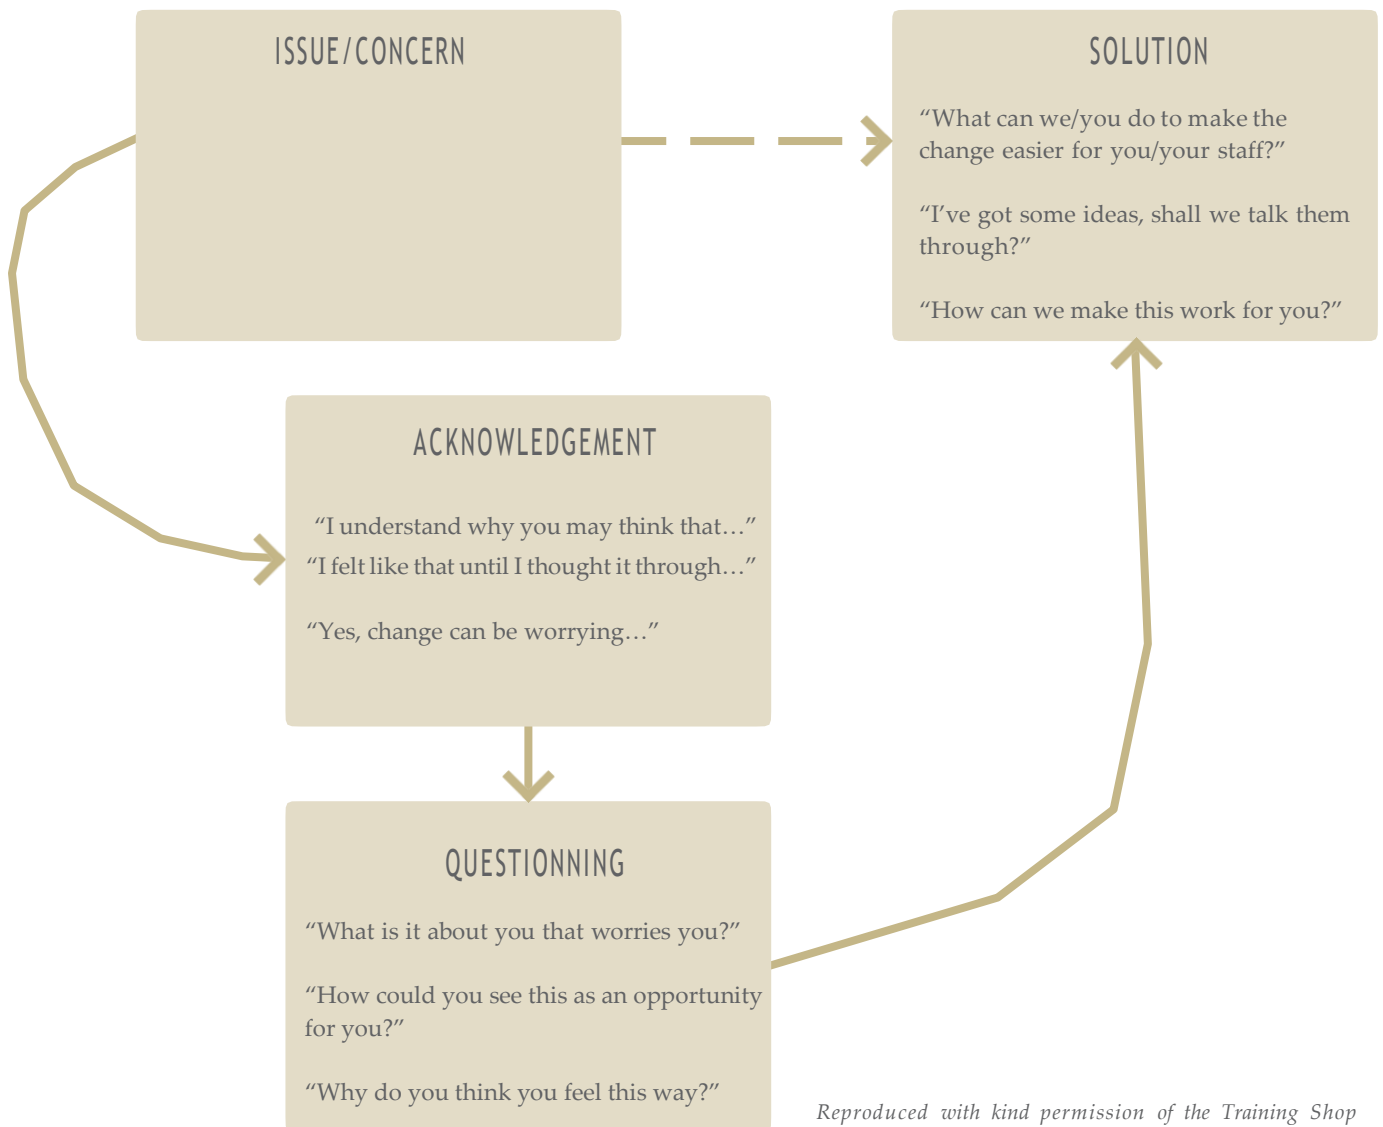 ISSUE/CONCERN
SOLUTION
“What can we/you do to make the
change easier for you/your staff?”
“I’ve got some ideas, shall we talk them
through?”
“How can we make this work for you?”
ACKNOWLEDGEMENT
“I understand why you may think that…”
“I felt like that until I thought it through…”
“Yes, change can be worrying…”
QUESTIONNING
“What is it about you that worries you?”
“How could you see this as an opportunity
for you?”
“Why do you think you feel this way?”
Reproduced with kind permission of the Training Shop